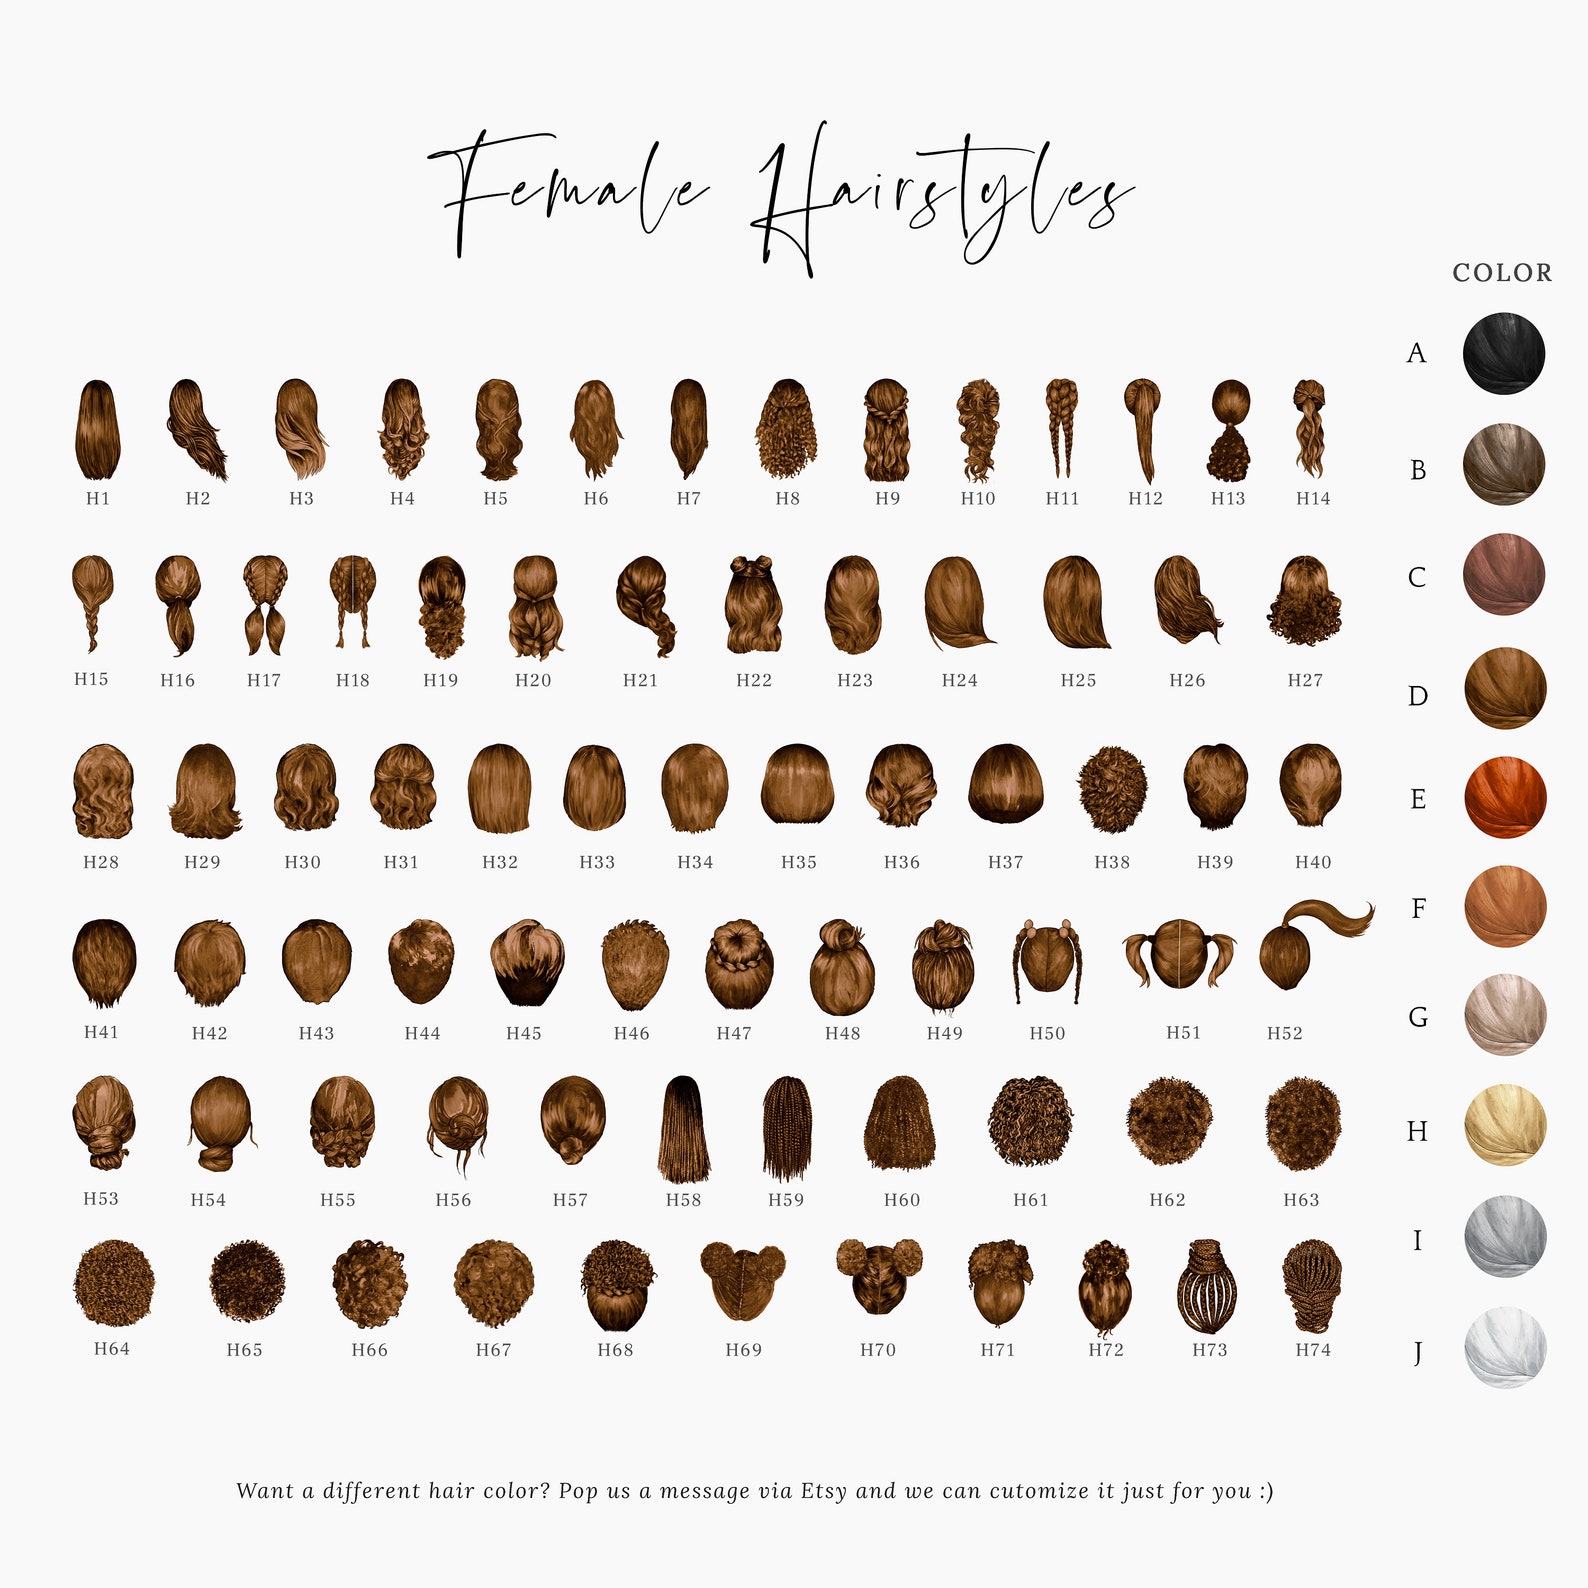 Female Hairstyles
COLOR
A
H1 H2 H3 H4 H5 H6 H7 H8 H9 H10 H11 H12 H13 H14
B
C
H15 H16 H17 H18 H19 H20 H21 H22 H23 H24 H25 H26 H27
D
E
H28 H29 H30 H31 H32 H33 H34 H35 H36 H37 H38 H39 H40
F
G
H41 H42 H43 H44 H45 H46 H47 H48 H49 H50 H51 H52
H
H53 H54 H55 H56 H57 H58 H59 H60 H61 H62 H63
I
H64 H65 H66 H67 H68 H69 H70 H71 H72 H73 H74
J
Want a different hair color? Pop us a message via Etsy and we can cutomize it just for you :)